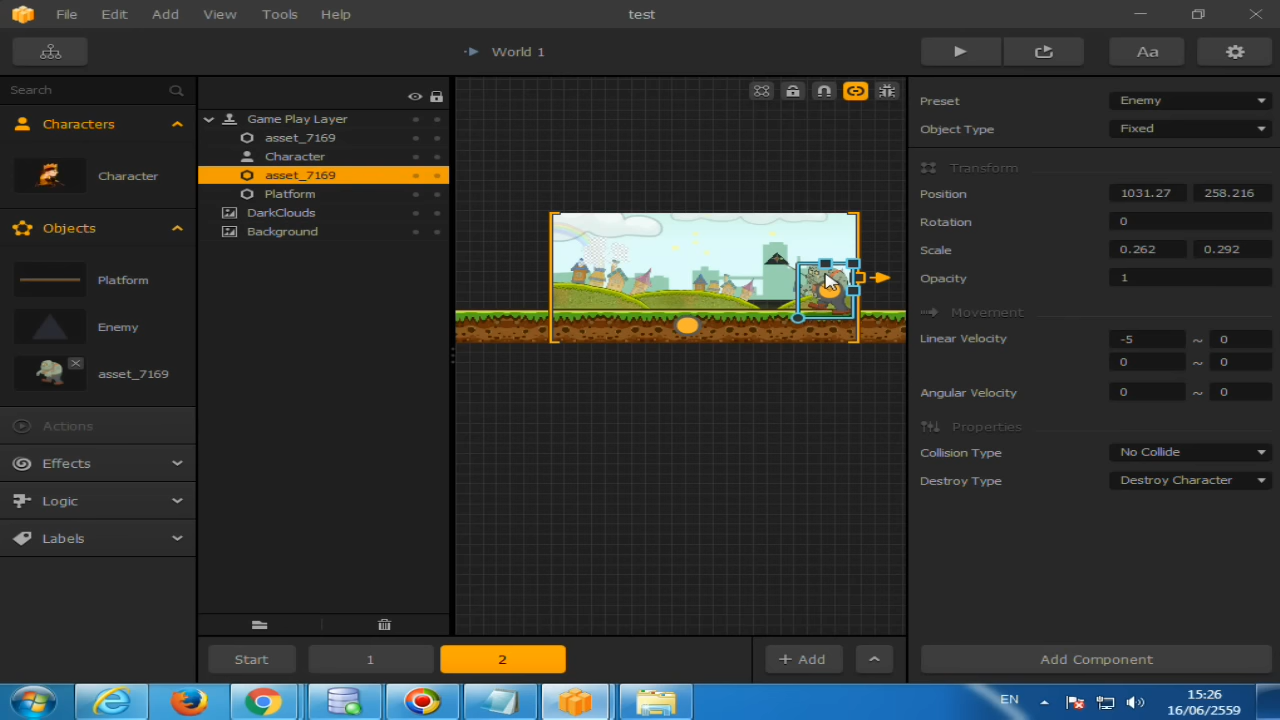 File Edit Add View Tools Help test
World 1 Aa
Search
Characters
Character
Objects
Platform
Enemy
asset_7169
Actions
Effects
Logic
Labels
Game Play Layer
asset_7169
Character
asset_7169
Platform
DarkClouds
Background
Preset Enemy
Object Type Fixed
Transform
Position 1031.27 258.216
Rotation 0
Scale 0.262 0.292
Opacity 1
Movement
Linear Velocity -5 ~ 0
0 ~ 0
Angular Velocity 0 ~ 0
Properties
Collision Type No Collide
Destroy Type Destroy Character
Start 1 2 + Add Add Component
EN 15:26
16/06/2559